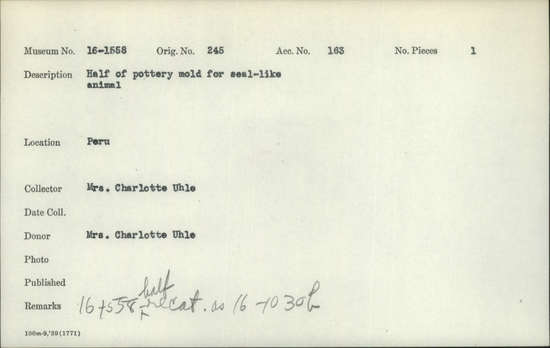 Museum No. 16-1558 Orig. No. 245 Acc. No. 163 No. Pieces 1
Description Half of pottery mold for seal-like
animal
Location Peru
Collector Mrs. Charlotte Uhle
Date Coll.
Donor Mrs. Charlotte Uhle
Photo
Published
Remarks 16-1558 half recat. as 16-1030b
100m-9,'39(1771)